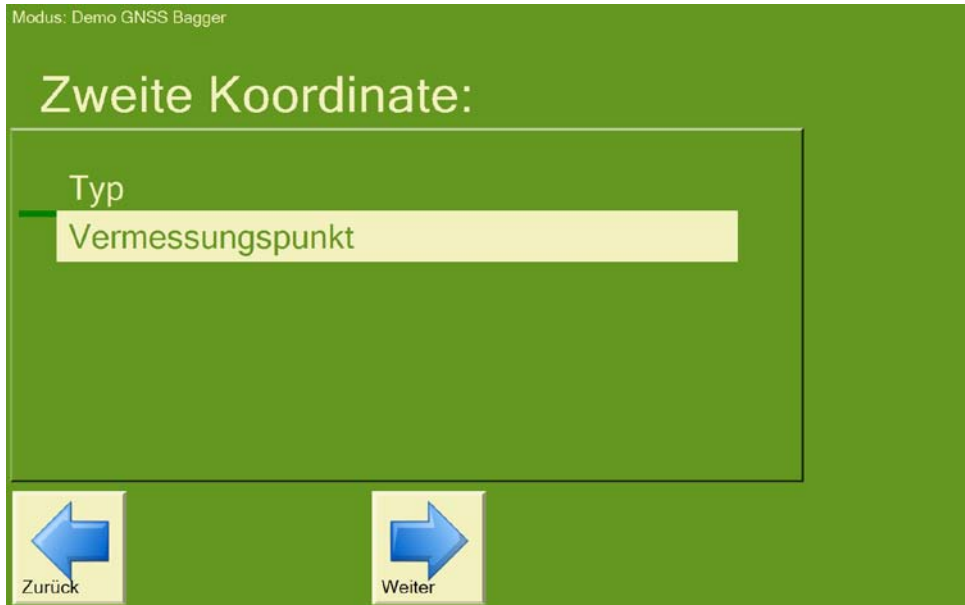 Modus: Demo GNSS Bagger
Zweite Koordinate:
Typ
Vermessungspunkt
Zurück
Weiter